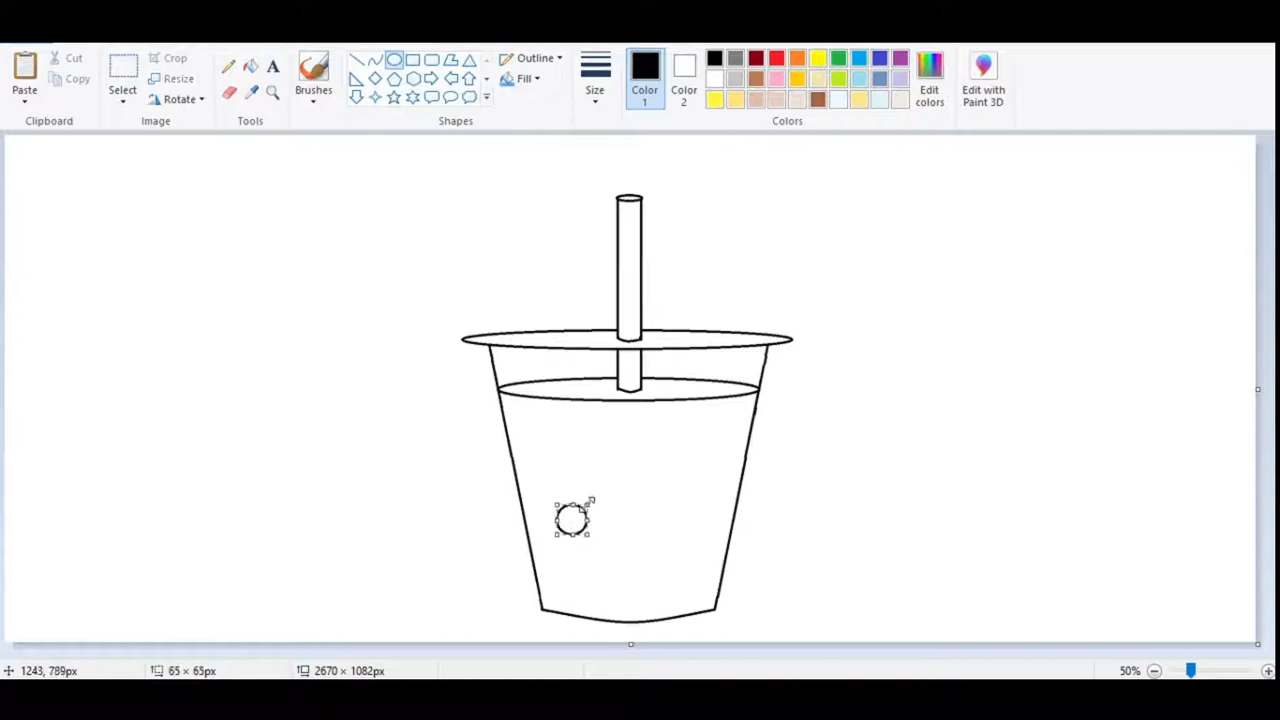 Cut
Crop
Outline
Copy
Resize
Fill
Paste
Select
Rotate
A
Brushes
Size
Color
1
Color
2
Edit
colors
Edit with
Paint 3D
Clipboard
Image
Tools
Shapes
Colors
1243, 789px
65 × 65px
2670 × 1082px
50%